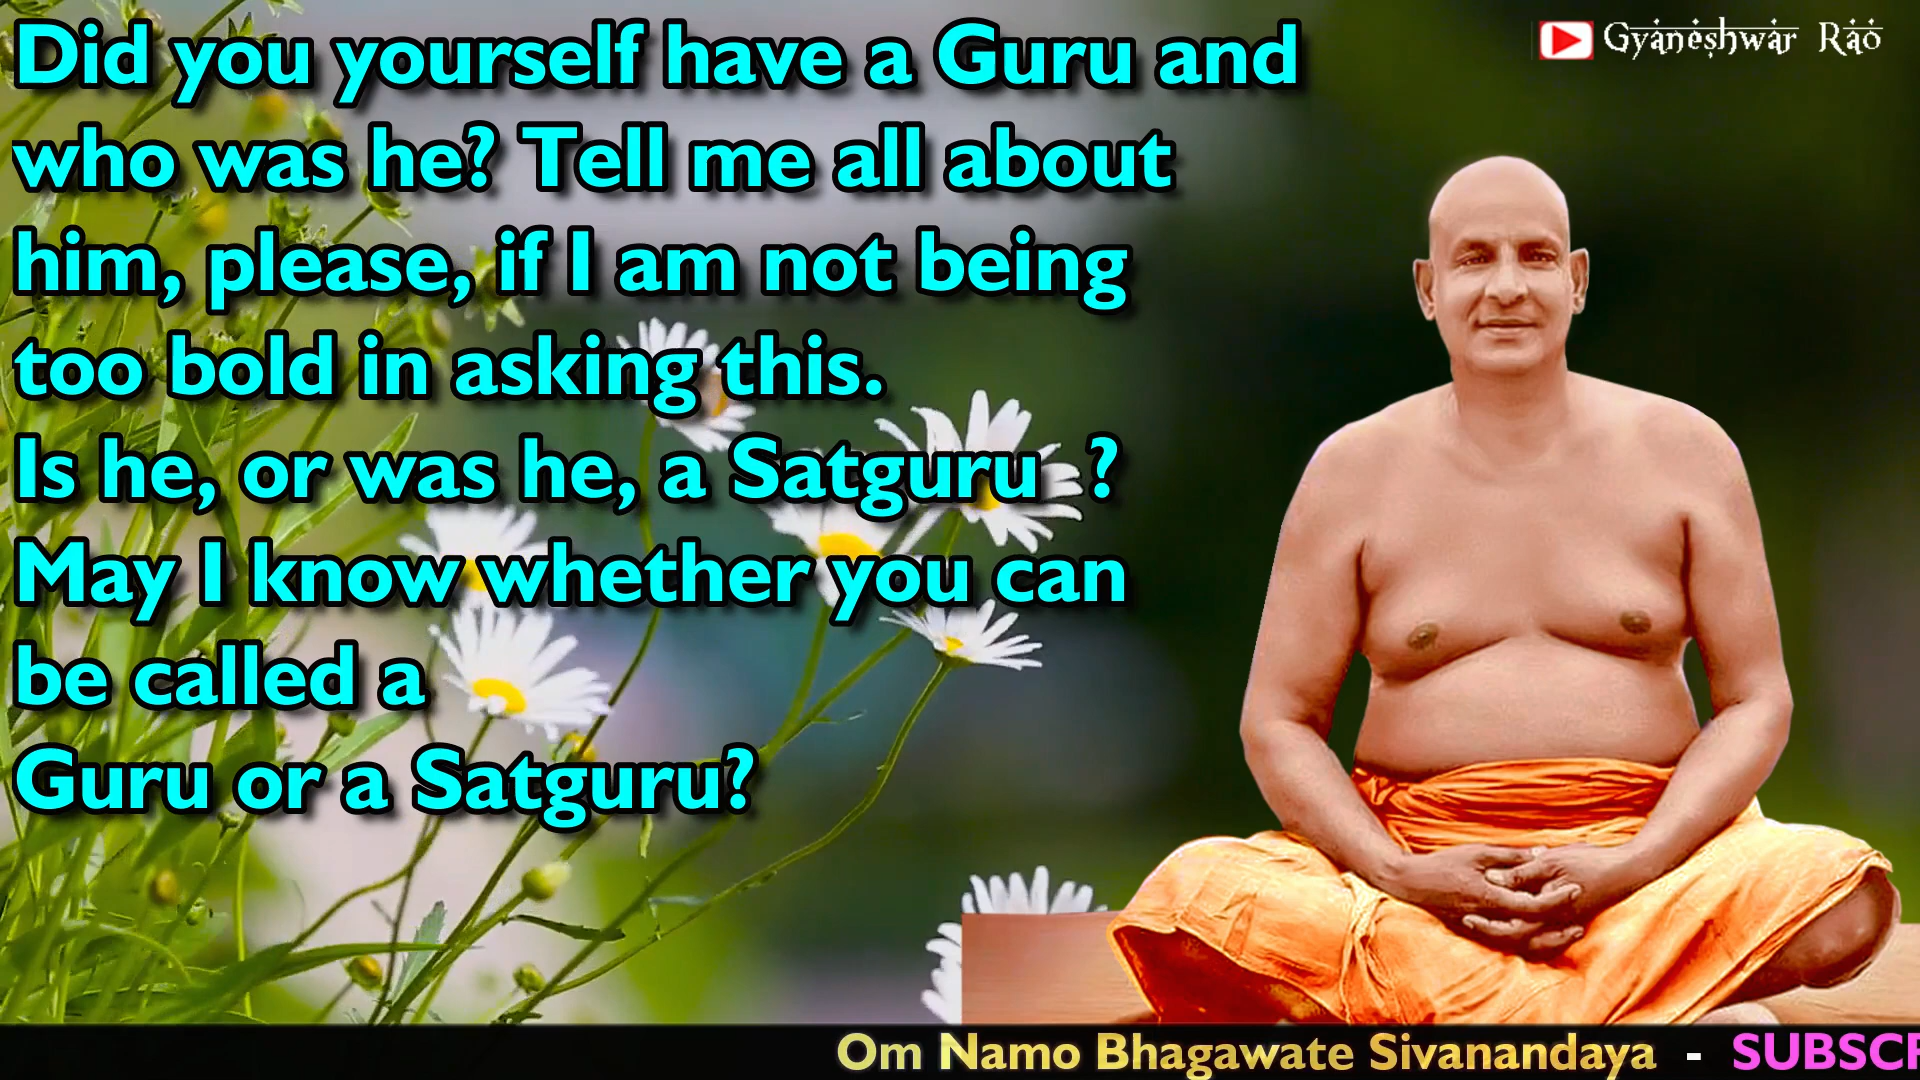 Did you yourself have a Guru and
who was he? Tell me all about
him, please, if I am not being
too bold in asking this.
Is he, or was he, a Satguru ?
May I know whether you can
be called a
Guru or a Satguru?
Gyaneshwar Rao
Om Namo Bhagawate Sivanandaya - SUBSCR